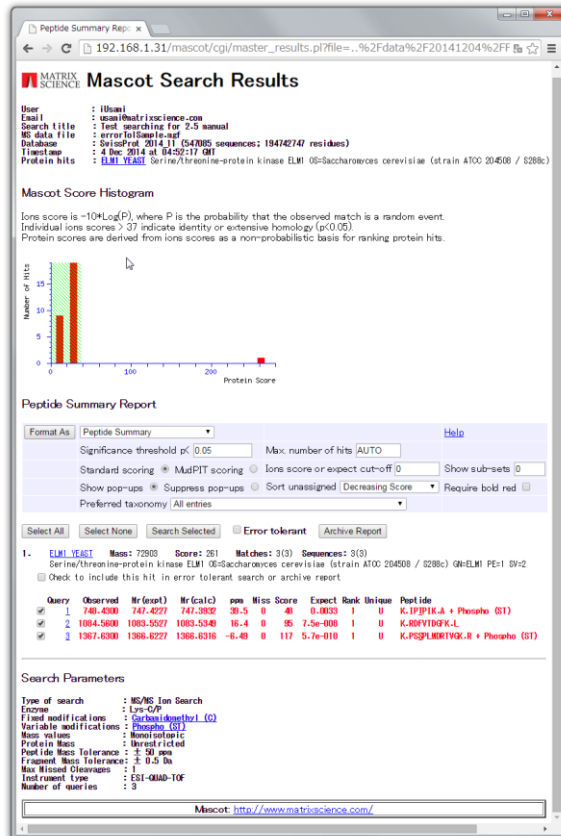 Peptide Summary Repo ×
192.168.1.31/mascot/cgi/master_results.pl?file=..%2Fdata%2F20141204%2FF
MATRIX SCIENCE Mascot Search Results
User : iUsami
Email : usami@matrixscience.com
Search title : Test searching for 2.5 manual
MS data file : errorTolSample.mgf
Database : SwissProt 2014_11 (547085 sequences; 194742747 residues)
Timestamp : 4 Dec 2014 at 04:52:17 GMT
Protein hits : ELM1_YEAST Serine/threonine-protein kinase ELM1 OS=Saccharomyces cerevisiae (strain ATCC 204508 / S288c)
Mascot Score Histogram
Ions score is -10*Log(P), where P is the probability that the observed match is a random event.
Individual ions scores > 37 indicate identity or extensive homology (p<0.05).
Protein scores are derived from ions scores as a non-probabilistic basis for ranking protein hits.
Number of Hits
15
10
5
0
0 100 200
Protein Score
Peptide Summary Report
Format As Peptide Summary Help
Significance threshold p< 0.05 Max. number of hits AUTO
Standard scoring MudPIT scoring Ions score or expect cut-off 0 Show sub-sets 0
Show pop-ups Suppress pop-ups Sort unassigned Decreasing Score Require bold red
Preferred taxonomy All entries
Select All Select None Search Selected Error tolerant Archive Report
1. ELM1_YEAST Mass: 72903 Score: 261 Matches: 3(3) Sequences: 3(3)
Serine/threonine-protein kinase ELM1 OS=Saccharomyces cerevisiae (strain ATCC 204508 / S288c) GN=ELM1 PE=1 SV=2
Check to include this hit in error tolerant search or archive report
Query Observed Mr(expt) Mr(calc) ppm Miss Score Expect Rank Unique Peptide
1 748.4300 747.4227 747.3932 39.5 0 48 0.0033 1 U K.IPIPIK.A + Phospho (ST)
2 1084.5600 1083.5527 1083.5349 16.4 0 95 7.5e-008 1 U K.RDFVTDGFK.L
3 1367.6300 1366.6227 1366.6316 -6.49 0 117 5.7e-010 1 U K.PSSPLMDRTVGK.R + Phospho (ST)
Search Parameters
Type of search : MS/MS Ion Search
Enzyme : Lys-C/P
Fixed modifications : Carbamidomethyl (C)
Variable modifications : Phospho (ST)
Mass values : Monoisotopic
Protein Mass : Unrestricted
Peptide Mass Tolerance : ± 50 ppm
Fragment Mass Tolerance: ± 0.5 Da
Max Missed Cleavages : 1
Instrument type : ESI-QUAD-TOF
Number of queries : 3
Mascot: http://www.matrixscience.com/